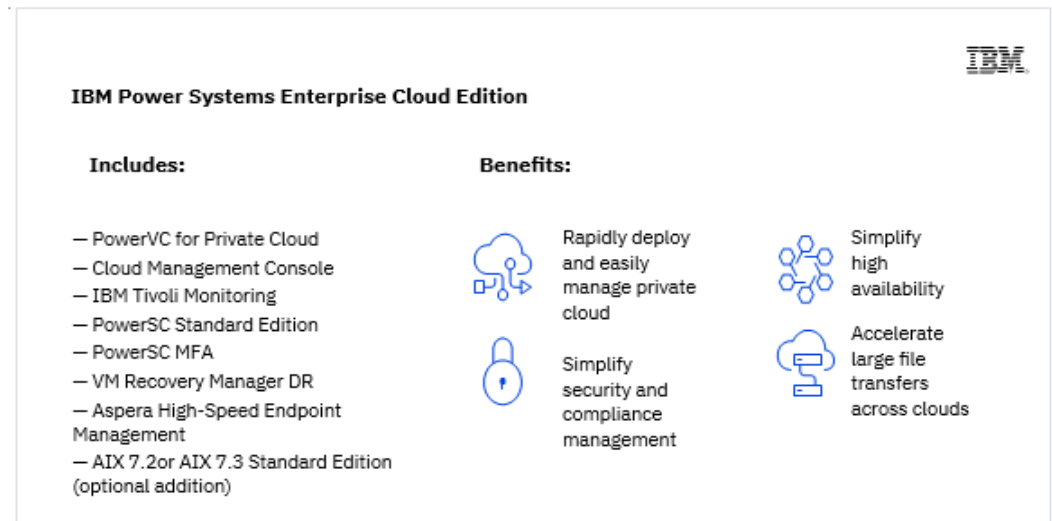 IBM
IBM Power Systems Enterprise Cloud Edition
Includes:
— PowerVC for Private Cloud
— Cloud Management Console
— IBM Tivoli Monitoring
— PowerSC Standard Edition
— PowerSC MFA
— VM Recovery Manager DR
— Aspera High-Speed Endpoint
Management
— AIX 7.2or AIX 7.3 Standard Edition
(optional addition)
Benefits:
Rapidly deploy
and easily
manage private
cloud
Simplify
security and
compliance
management
Simplify
high
availability
Accelerate
large file
transfers
across clouds